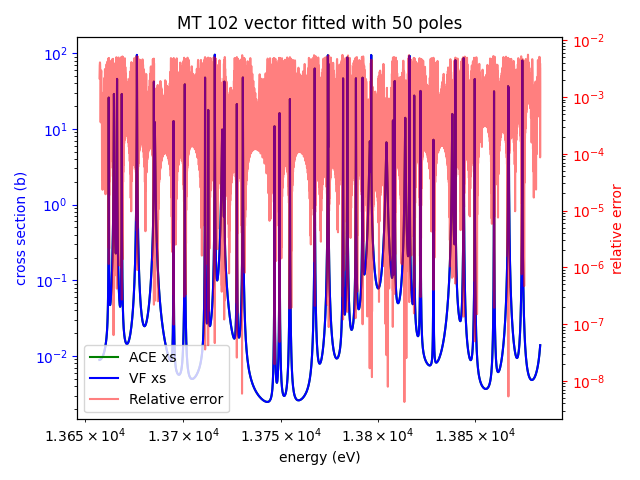 MT 102 vector fitted with 50 poles
10²
10¹
10⁰
10⁻¹
10⁻²
cross section (b)
10⁻²
10⁻³
10⁻⁴
10⁻⁵
10⁻⁶
10⁻⁷
10⁻⁸
relative error
ACE xs
VF xs
Relative error
1.365 × 10⁴ 1.37 × 10⁴ 1.375 × 10⁴ 1.38 × 10⁴ 1.385 × 10⁴
energy (eV)